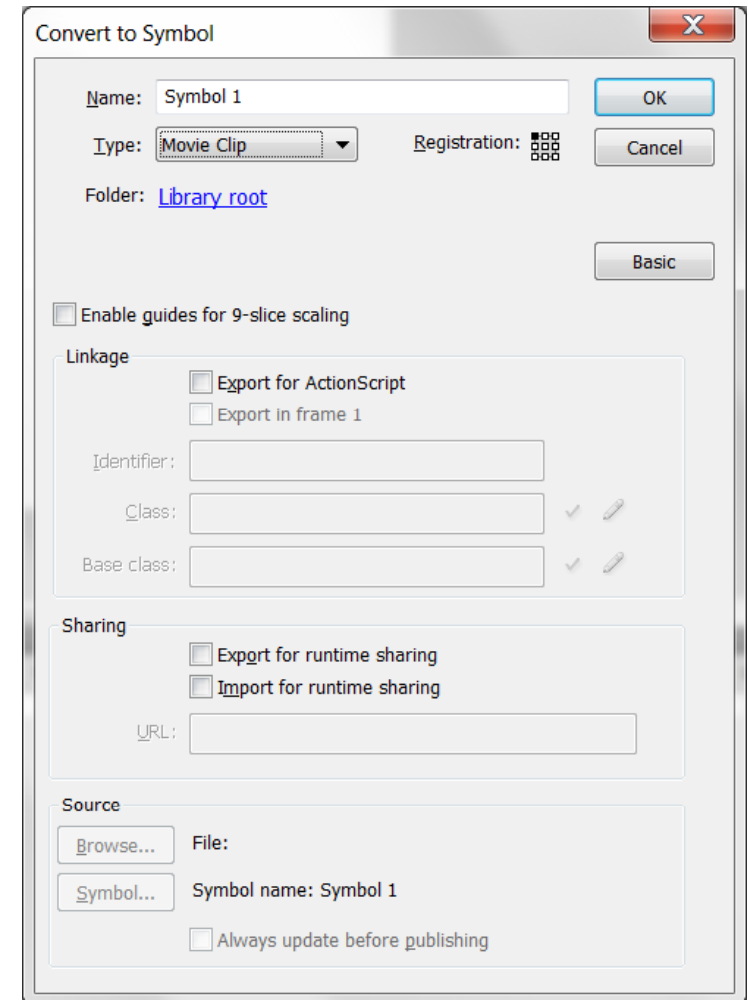 Convert to Symbol
Name: Symbol 1 OK
Type: Movie Clip Registration: Cancel
Folder: Library root
Basic
Enable guides for 9-slice scaling
Linkage
Export for ActionScript
Export in frame 1
Identifier:
Class:
Base class:
Sharing
Export for runtime sharing
Import for runtime sharing
URL:
Source
Browse... File:
Symbol... Symbol name: Symbol 1
Always update before publishing